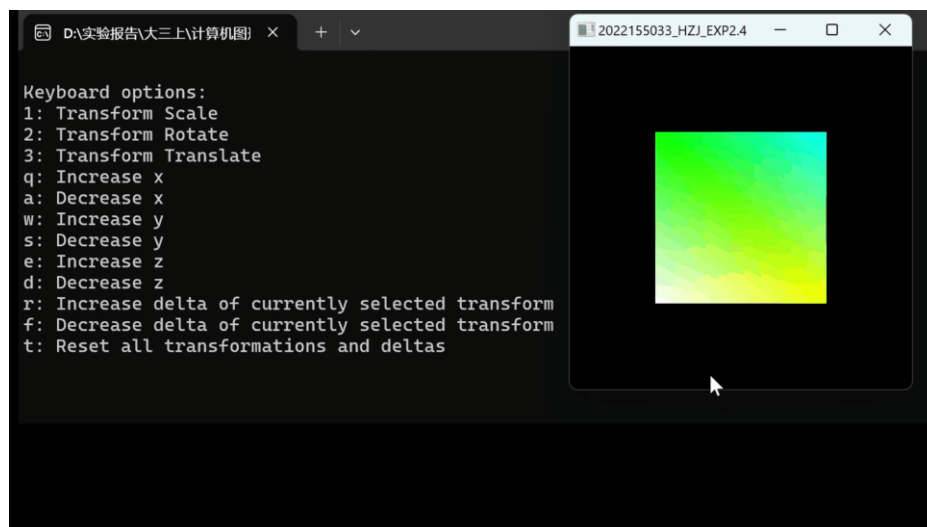 D:\实验报告\大三上\计算机图
2022155033_HZJ_EXP2.4
Keyboard options:
1: Transform Scale
2: Transform Rotate
3: Transform Translate
q: Increase x
a: Decrease x
w: Increase y
s: Decrease y
e: Increase z
d: Decrease z
r: Increase delta of currently selected transform
f: Decrease delta of currently selected transform
t: Reset all transformations and deltas